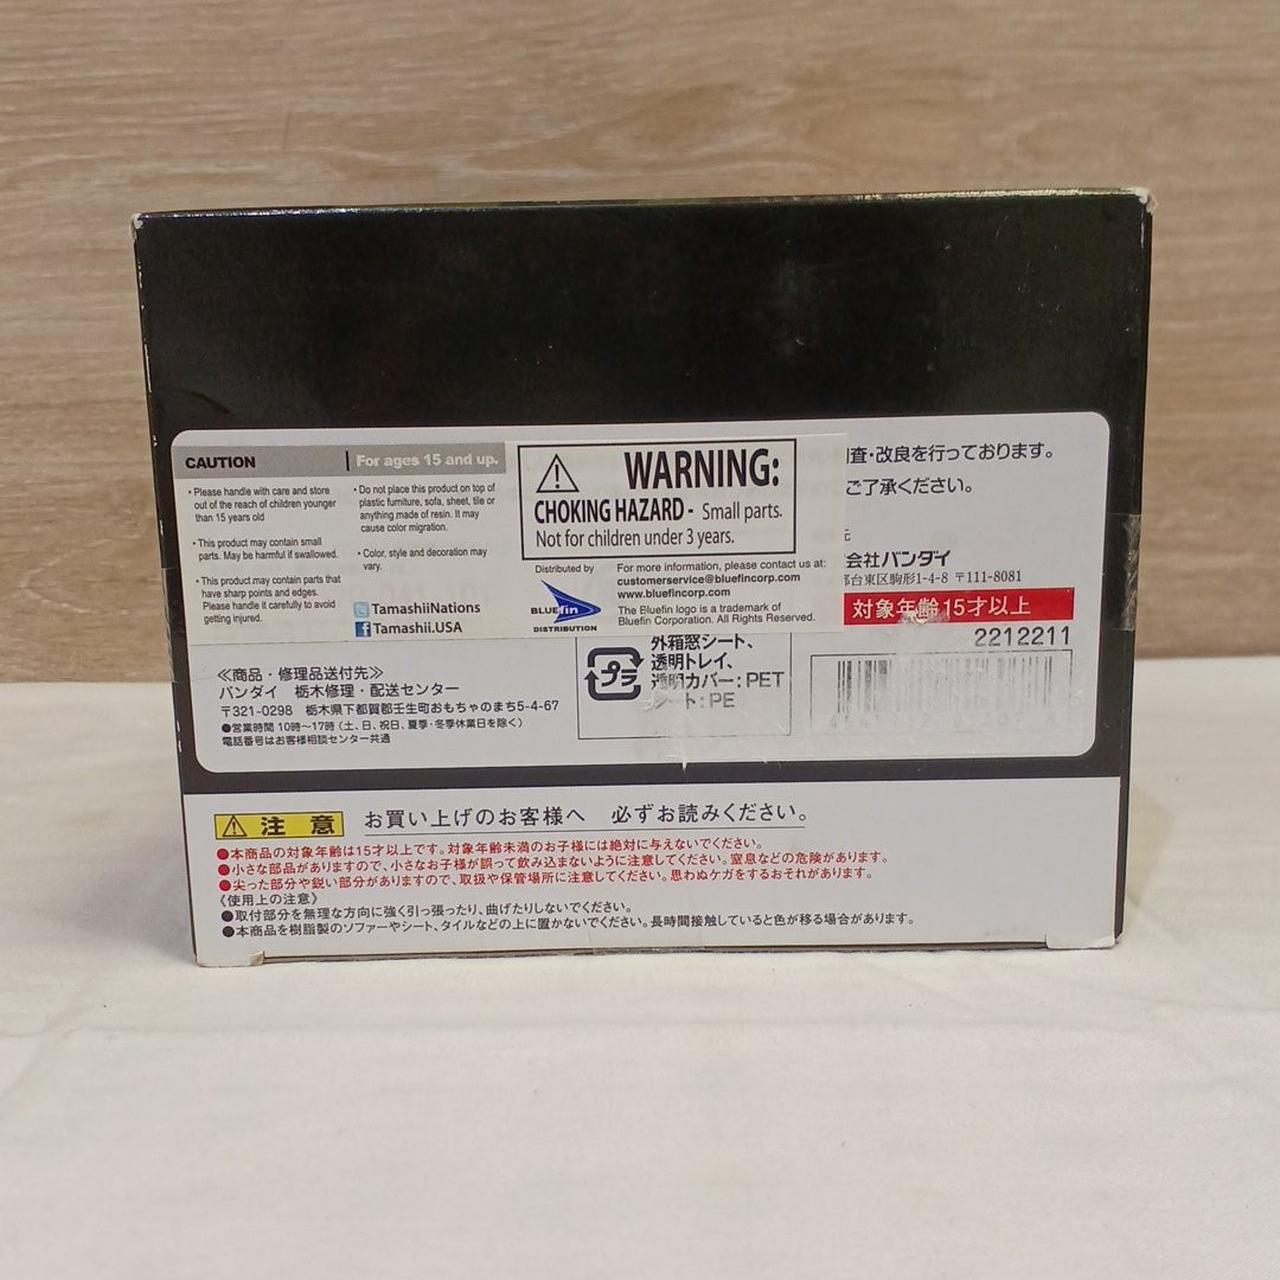 CAUTION
For ages 15 and up.
• Please handle with care and store
out of the reach of children younger
than 15 years old
• This product may contain small
parts. May be harmful if swallowed.
• This product may contain parts that
have sharp points and edges.
Please handle it carefully to avoid
getting injured.
• Do not place this product on top of
plastic furniture, sofa, sheet, tile or
anything made of resin. It may
cause color migration.
• Color, style and decoration may
vary.
TamashiiNations
Tamashii.USA
WARNING:
CHOKING HAZARD - Small parts.
Not for children under 3 years.
Distributed by
BLUEfin
DISTRIBUTION
For more information, please contact us at:
customerservice@bluefincorp.com
www.bluefincorp.com
The Bluefin logo is a trademark of
Bluefin Corporation. All Rights Reserved.
査・改良を行っております。
ご了承ください。
会社バンダイ
台東区駒形1-4-8 〒111-8081
対象年齢15才以上
2212211
≪商品・修理品送付先≫
バンダイ 栃木修理・配送センター
〒321-0298 栃木県下都賀郡壬生町おもちゃのまち5-4-67
●営業時間 10時〜17時（土、日、祝日、夏季・冬季休業日を除く）
電話番号はお客様相談センター共通
プラ
外箱窓シート、
透明トレイ、
透明カバー：PET
シート：PE
注 意
お買い上げのお客様へ 必ずお読みください。
●本商品の対象年齢は15才以上です。対象年齢未満のお子様には絶対に与えないでください。
●小さな部品がありますので、小さなお子様が誤って飲み込まないように注意してください。窒息などの危険があります。
●尖った部分や鋭い部分がありますので、取扱や保管場所に注意してください。思わぬケガをするおそれがあります。
《使用上の注意》
●取付部分を無理な方向に強く引っ張ったり、曲げたりしないでください。
●本商品を樹脂製のソファーやシート、タイルなどの上に置かないでください。長時間接触していると色が移る場合があります。